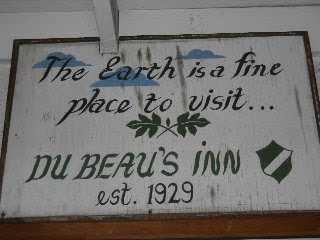 The Earth is a fine
place to visit...
DU BEAU'S iNN
est. 1929